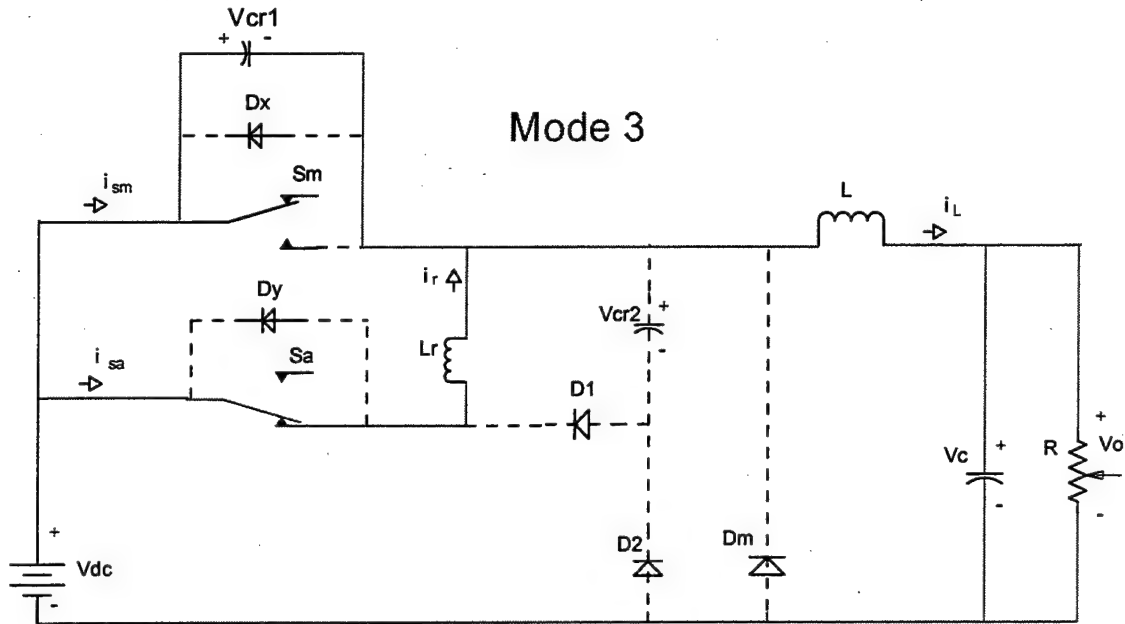 Vcr1
+ -
Dx
Mode 3
i sm
Sm
L
i L
Dy
i r
Vcr2
+
-
i sa
Sa
Lr
D1
Vc
+
-
R
+
Vo
-
+
Vdc
-
D2
Dm